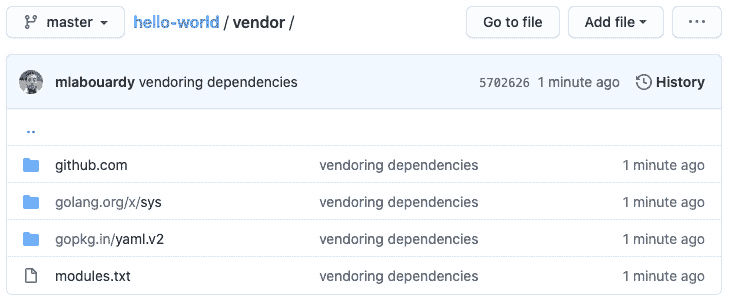 master hello-world / vendor / Go to file Add file ...
mlabouardy vendoring dependencies 5702626 1 minute ago History
..
github.com vendoring dependencies 1 minute ago
golang.org/x/sys vendoring dependencies 1 minute ago
gopkg.in/yaml.v2 vendoring dependencies 1 minute ago
modules.txt vendoring dependencies 1 minute ago